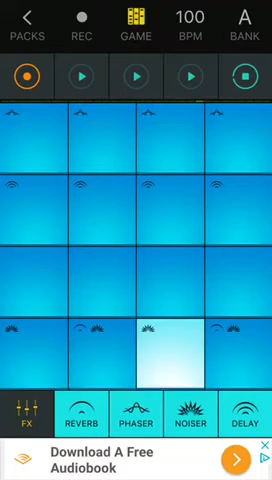 100 A
PACKS REC GAME BPM BANK
FX REVERB PHASER NOISER DELAY
Download A Free
Audiobook